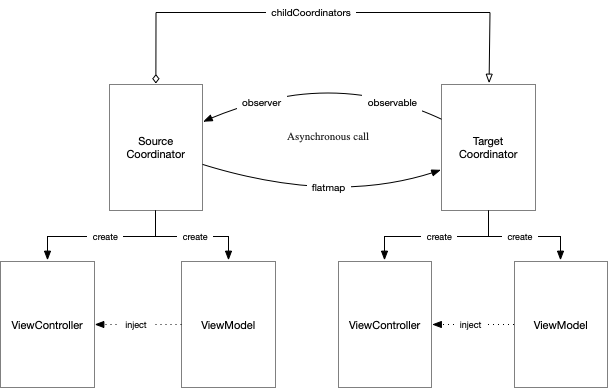 childCoordinators
observer
observable
Asynchronous call
Source
Coordinator
Target
Coordinator
flatmap
create
create
create
create
ViewController
inject
ViewModel
ViewController
inject
ViewModel